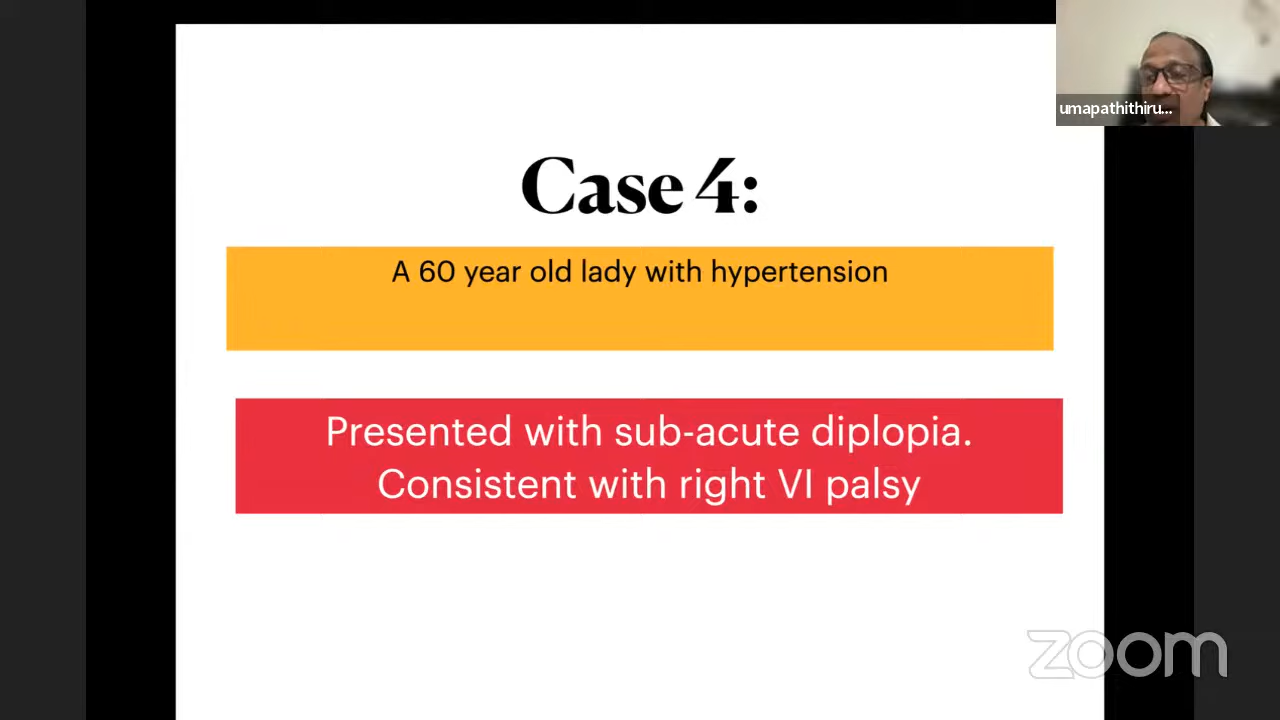 umapathithiru...
Case 4:
A 60 year old lady with hypertension
Presented with sub-acute diplopia.
Consistent with right VI palsy
zoom